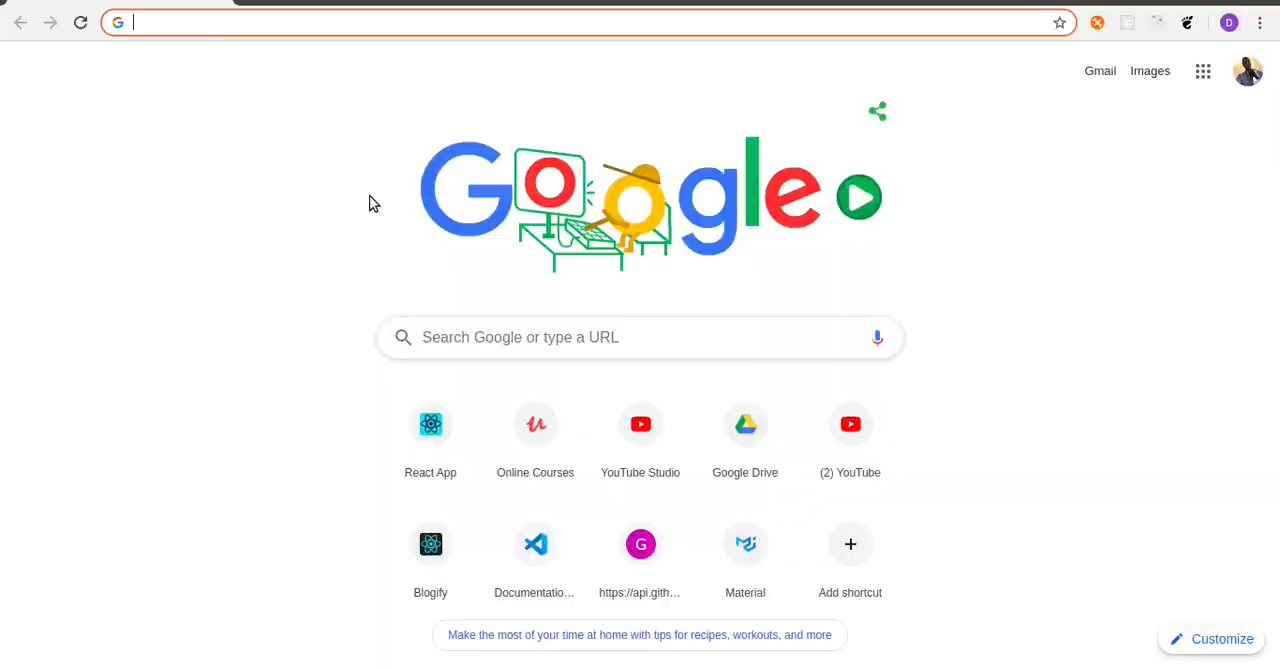 D
Gmail Images
Google
Search Google or type a URL
React App Online Courses YouTube Studio Google Drive (2) YouTube
G
Blogify Documentatio... https://api.gith... Material Add shortcut
Make the most of your time at home with tips for recipes, workouts, and more
Customize